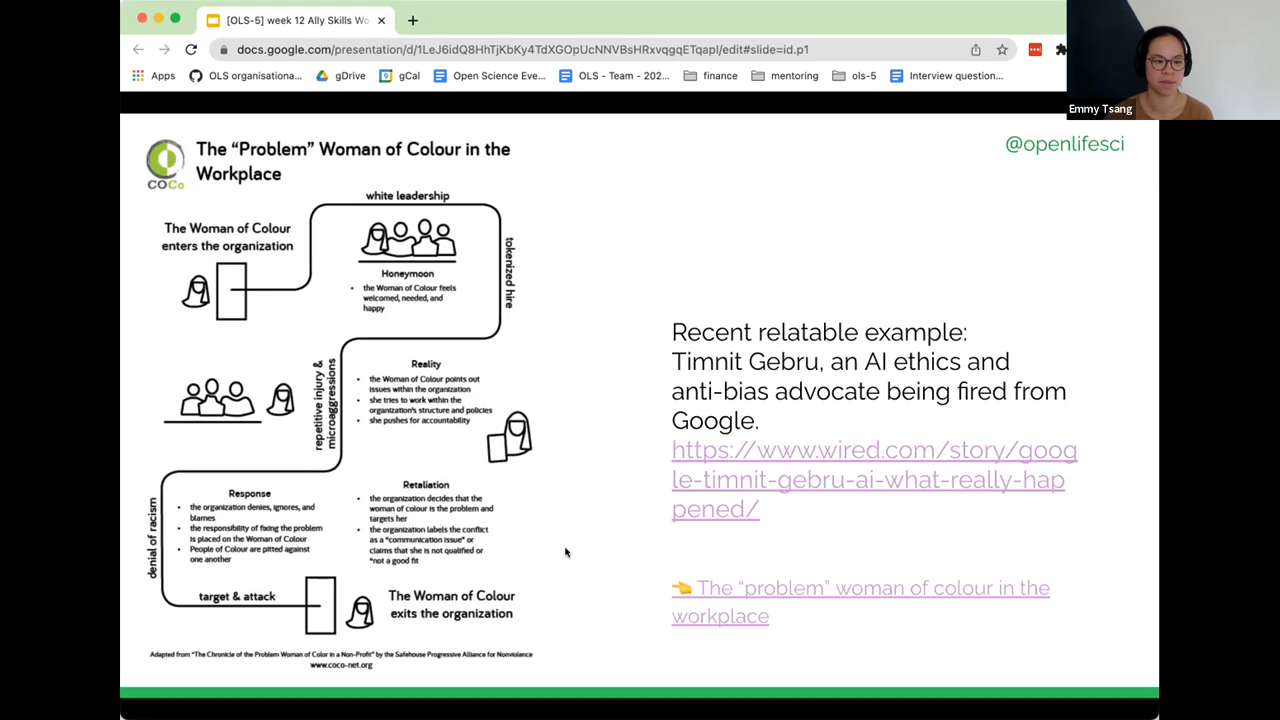 [OLS-5] week 12 Ally Skills Wo
docs.google.com/presentation/d/1LeJ6idQ8HhTjKbKy4TdXGOpUcNNVBsHRxvqgqETqapI/edit#slide=id.p1
Apps
OLS organisationa...
gDrive
gCal
Open Science Eve...
OLS - Team - 202...
finance
mentoring
ols-5
Interview question...
Emmy Tsang
COCo
The “Problem” Woman of Colour in the
Workplace
@openlifesci
white leadership
The Woman of Colour
enters the organization
tokenized hire
Honeymoon
• the Woman of Colour feels
welcomed, needed, and
happy
repetitive injury &
microaggressions
Reality
• the Woman of Colour points out
issues within the organization
• she tries to work within the
organization's structure and policies
• she pushes for accountability
Response
• the organization denies, ignores, and
blames
• the responsibility of fixing the problem
is placed on the Woman of Colour
• People of Colour are pitted against
one another
Retaliation
• the organization decides that the
woman of colour is the problem and
targets her
• the organization labels the conflict
as a “communication issue” or
claims that she is not qualified or
“not a good fit
denial of racism
target & attack
The Woman of Colour
exits the organization
Adapted from “The Chronicle of the Problem Woman of Color in a Non-Profit” by the Safehouse Progressive Alliance for Nonviolence
www.coco-net.org
Recent relatable example:
Timnit Gebru, an AI ethics and
anti-bias advocate being fired from
Google.
https://www.wired.com/story/goog
le-timnit-gebru-ai-what-really-hap
pened/
👈 The “problem” woman of colour in the
workplace